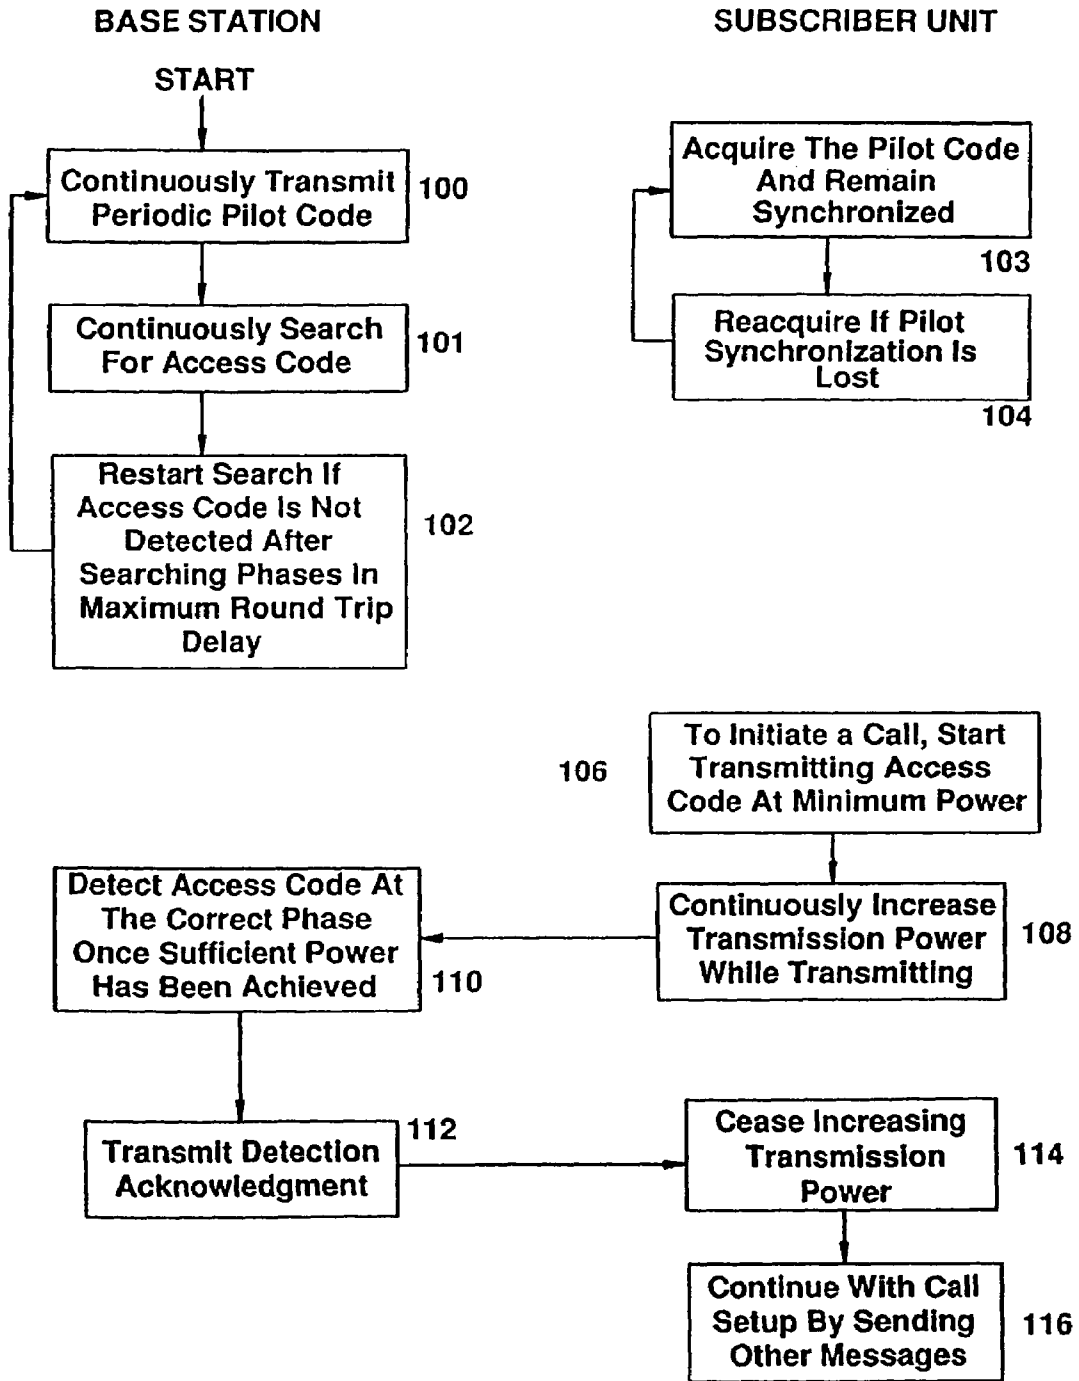 BASE STATION
SUBSCRIBER UNIT
START
Continuously Transmit
Periodic Pilot Code
100
Continuously Search
For Access Code
101
Restart Search If
Access Code Is Not
Detected After
Searching Phases In
Maximum Round Trip
Delay
102
Acquire The Pilot Code
And Remain
Synchronized
103
Reacquire If Pilot
Synchronization Is
Lost
104
106
To Initiate a Call, Start
Transmitting Access
Code At Minimum Power
Continuously Increase
Transmission Power
While Transmitting
108
Detect Access Code At
The Correct Phase
Once Sufficient Power
Has Been Achieved
110
Transmit Detection
Acknowledgment
112
Cease Increasing
Transmission
Power
114
Continue With Call
Setup By Sending
Other Messages
116